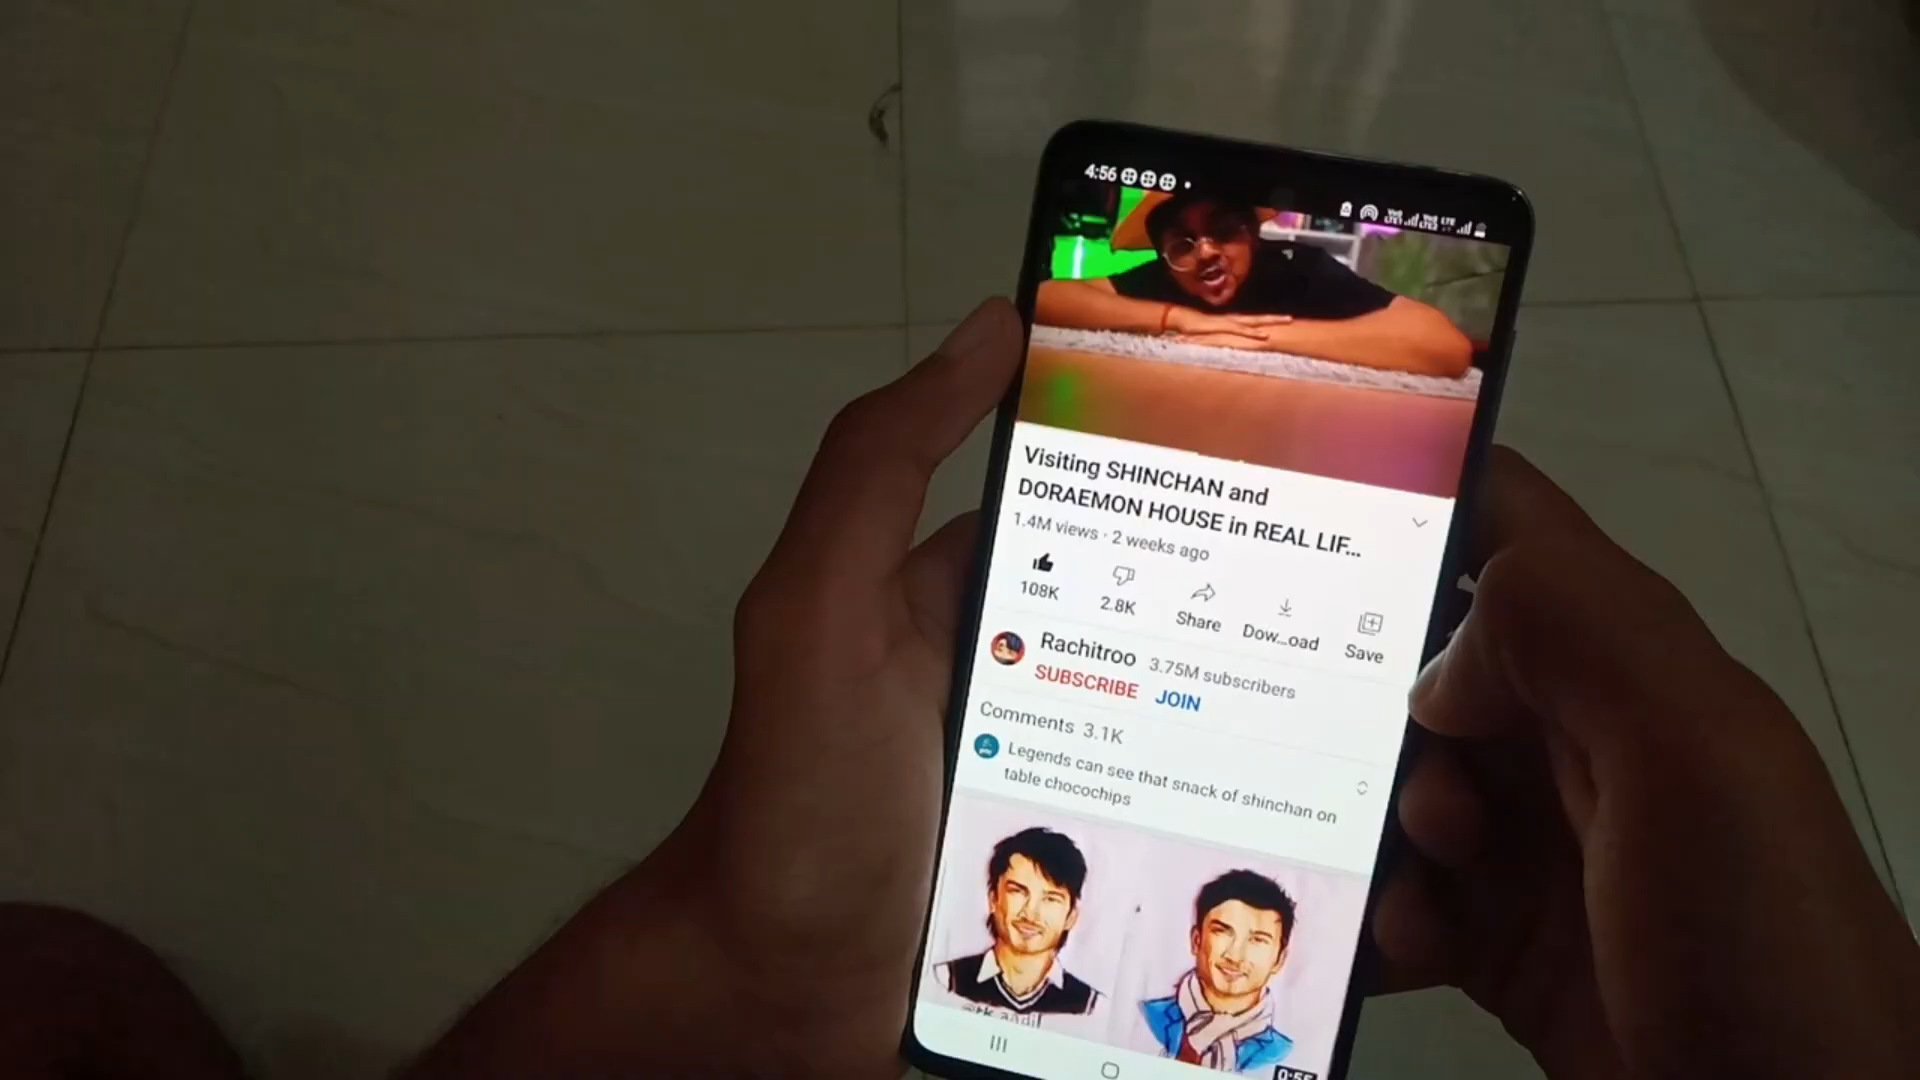 4:56
Visiting SHINCHAN and
DORAEMON HOUSE in REAL LIF...
1.4M views · 2 weeks ago
108K
2.8K
Share
Dow...oad
Save
Rachitroo 3.75M subscribers
SUBSCRIBE JOIN
Comments 3.1K
Legends can see that snack of shinchan on
table chocochips
0:55